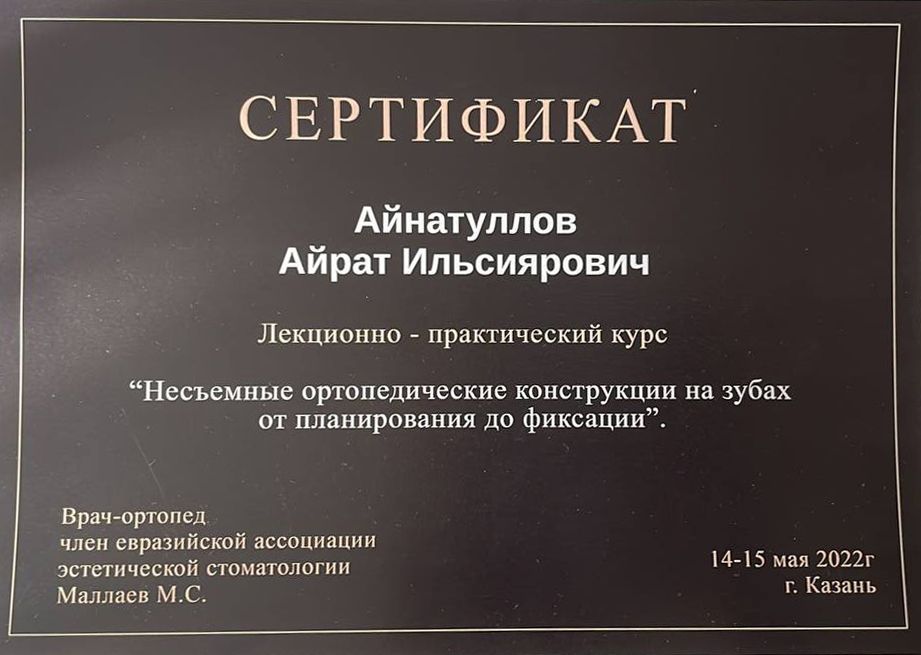 СЕРТИФИКАТ
Айнатуллов
Айрат Ильсиярович
Лекционно - практический курс
“Несъемные ортопедические конструкции на зубах
от планирования до фиксации”.
Врач-ортопед
член евразийской ассоциации
эстетической стоматологии
Маллаев М.С.
14-15 мая 2022г
г. Казань